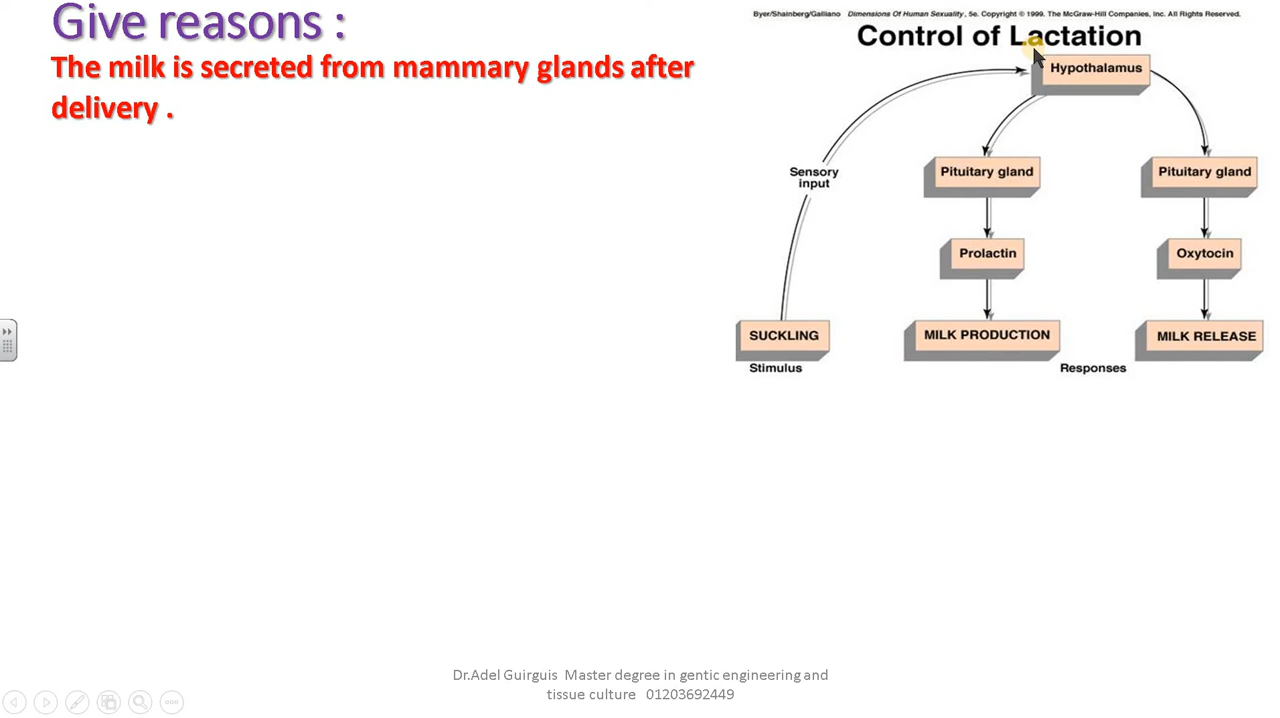 Give reasons :
The milk is secreted from mammary glands after
delivery .
Byer/Shainberg/Galliano Dimensions Of Human Sexuality, 5e. Copyright © 1999. The McGraw-Hill Companies, Inc. All Rights Reserved.
Control of Lactation
Hypothalamus
Sensory
input
Pituitary gland
Pituitary gland
Prolactin
Oxytocin
SUCKLING
MILK PRODUCTION
MILK RELEASE
Stimulus
Responses
Dr.Adel Guirguis Master degree in gentic engineering and
tissue culture 01203692449